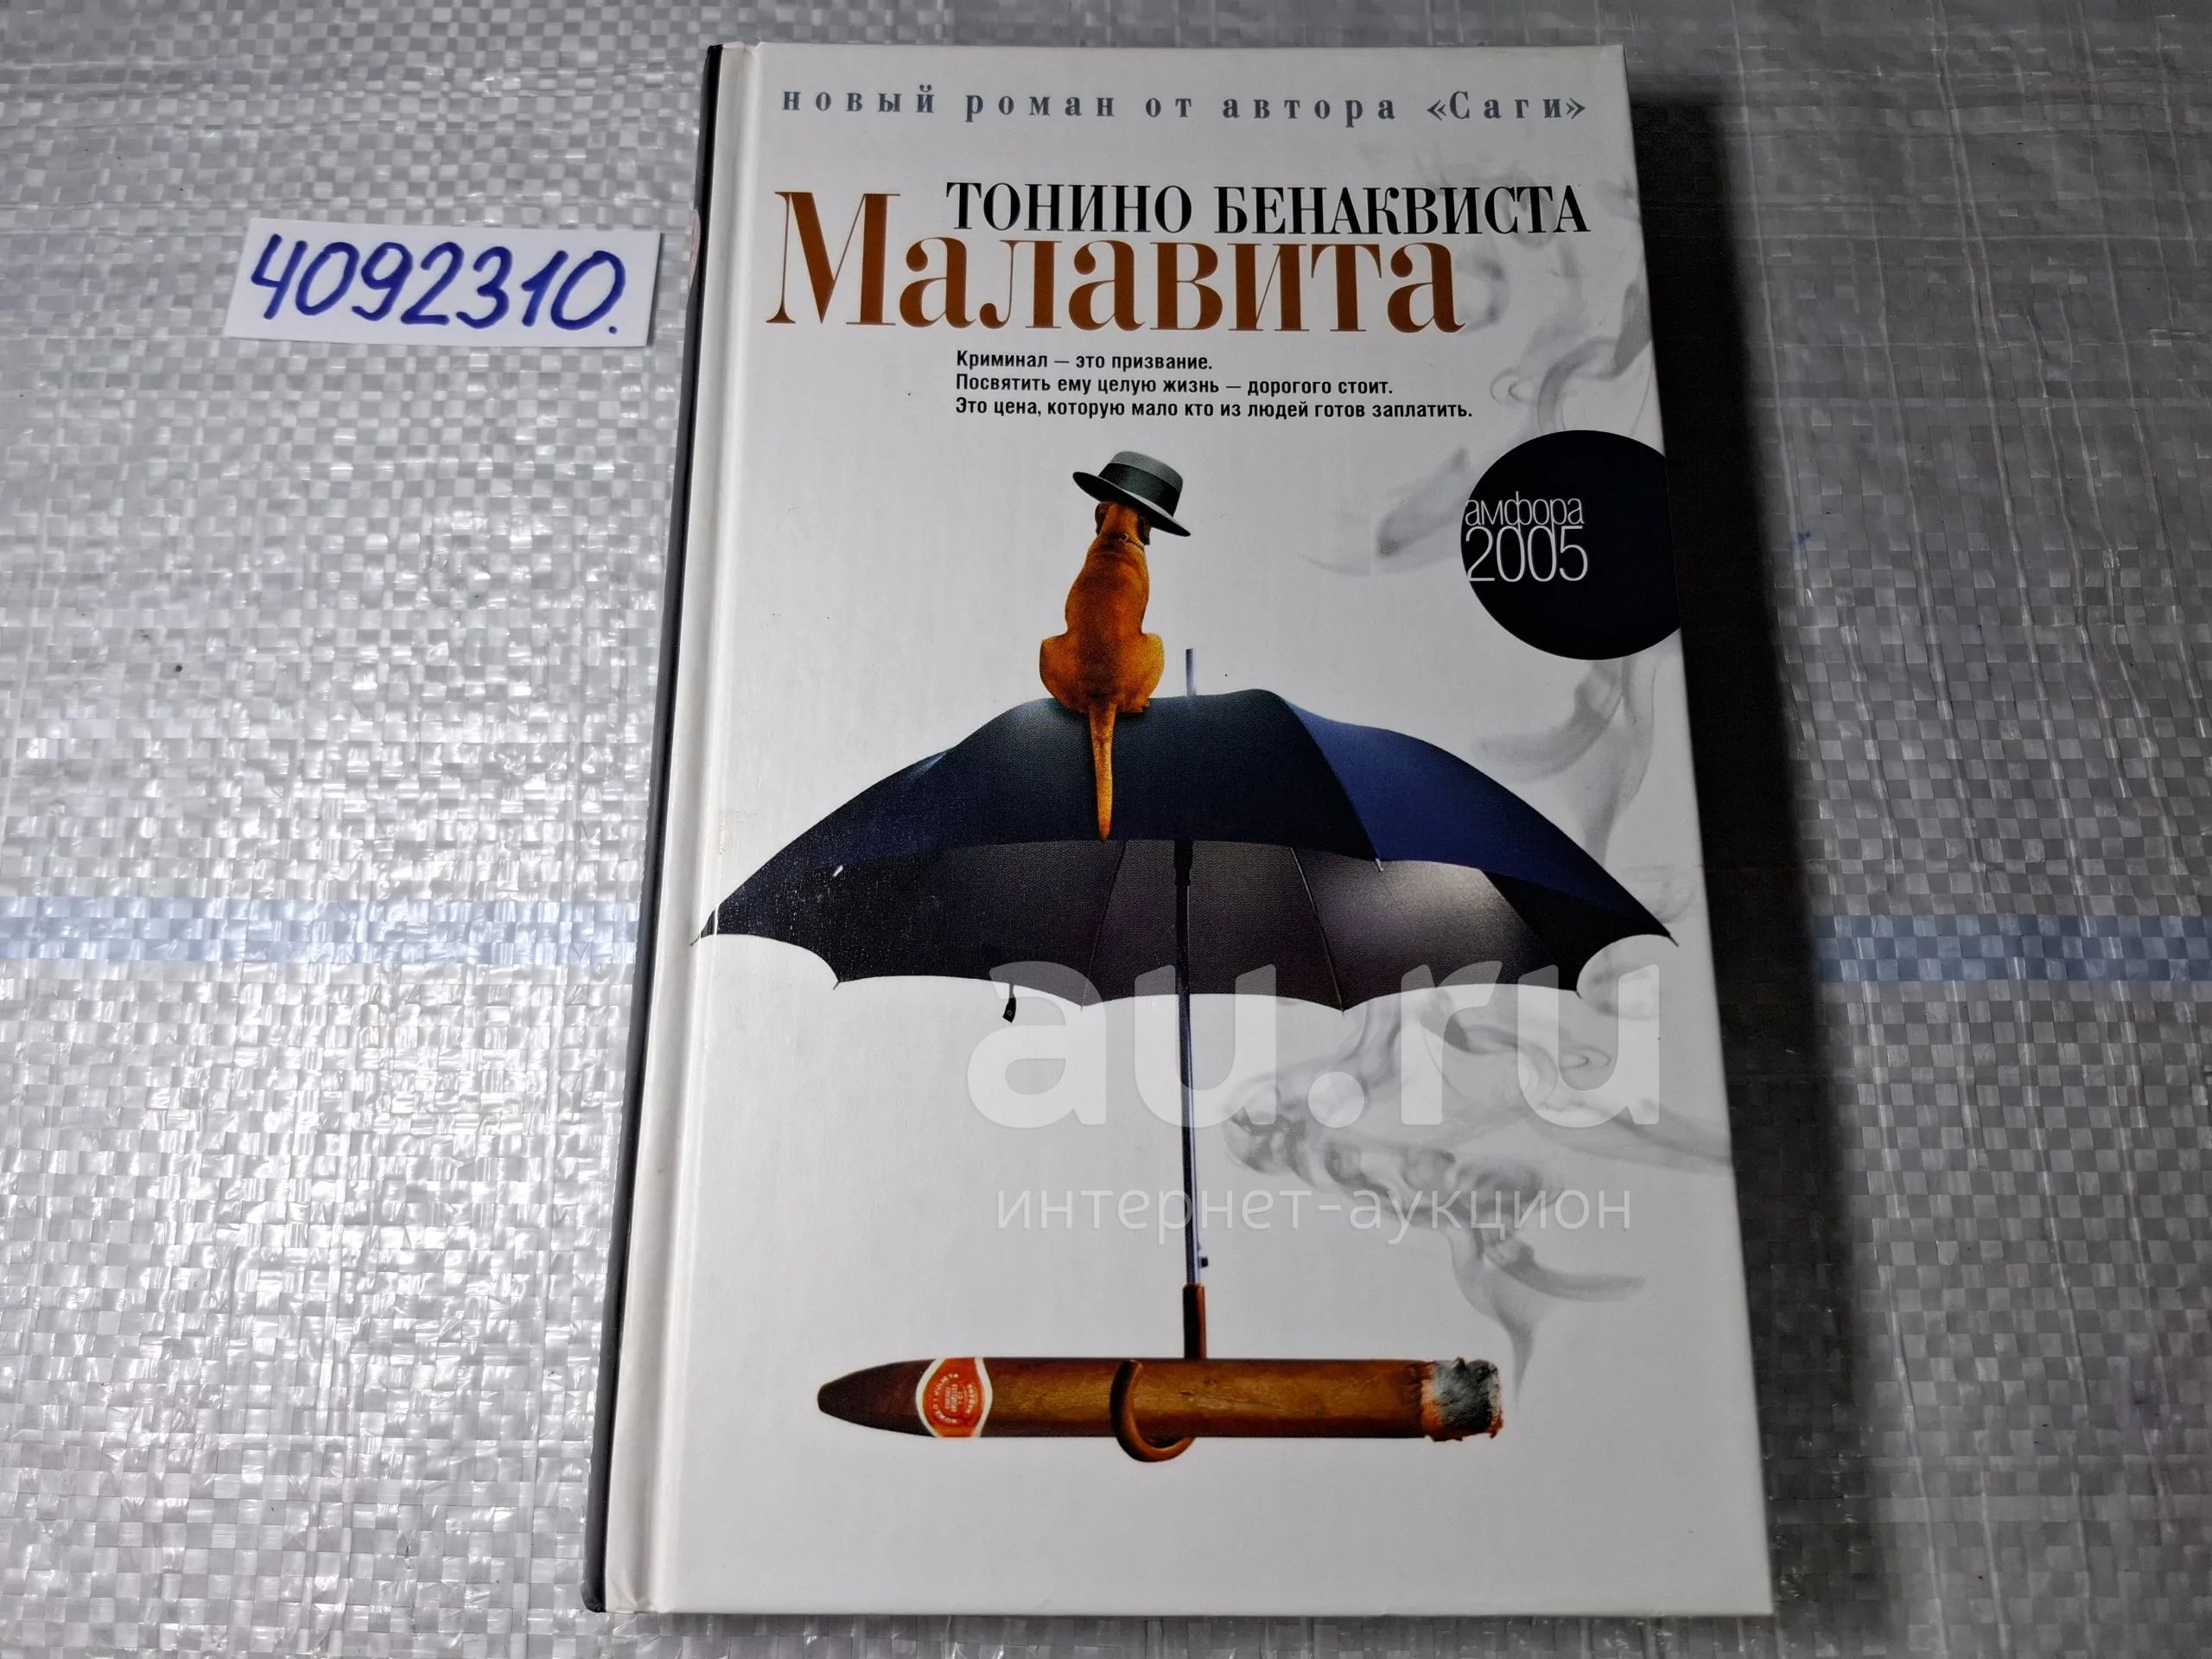 новый роман от автора «Саги»
ТОНИНО БЕНАКВИСТА
Малавита
Криминал — это призвание.
Посвятить ему целую жизнь — дорогого стоит.
Это цена, которую мало кто из людей готов заплатить.
4092310.
амфора
2005
au.ru
интернет-аукцион